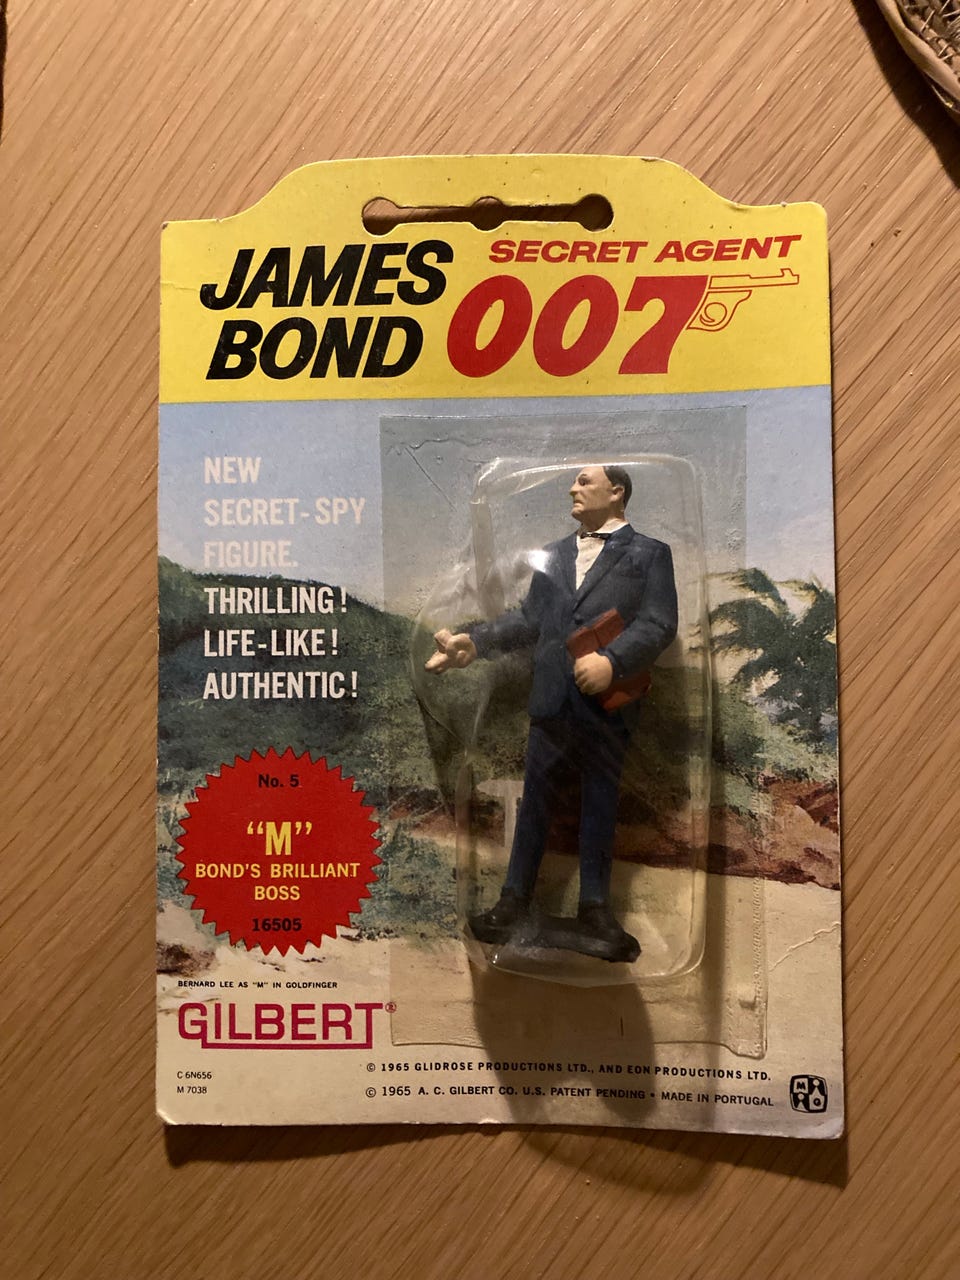 JAMES BOND
SECRET AGENT
007
NEW
SECRET-SPY
FIGURE.
THRILLING!
LIFE-LIKE!
AUTHENTIC!
No. 5
"M"
BOND'S BRILLIANT
BOSS
16505
BERNARD LEE AS "M" IN GOLDFINGER
GILBERT®
C 6N656
M 7038
© 1965 GLIDROSE PRODUCTIONS LTD., AND EON PRODUCTIONS LTD.
© 1965 A. C. GILBERT CO. U.S. PATENT PENDING • MADE IN PORTUGAL